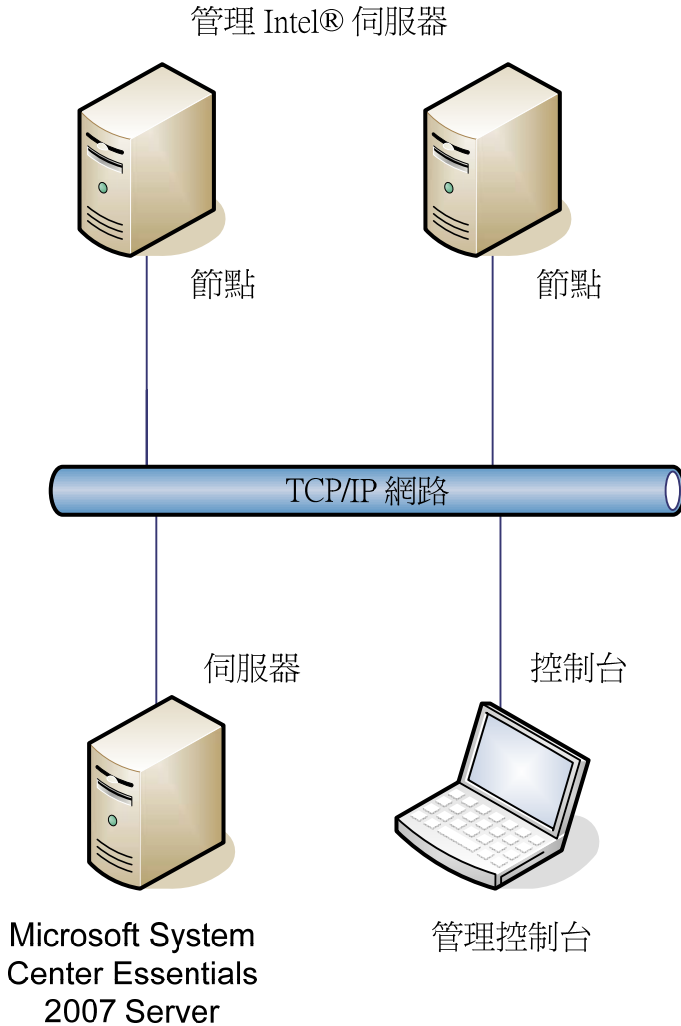 管理 Intel® 伺服器
節點
節點
TCP/IP 網路
伺服器
控制台
Microsoft System
Center Essentials
2007 Server
管理控制台